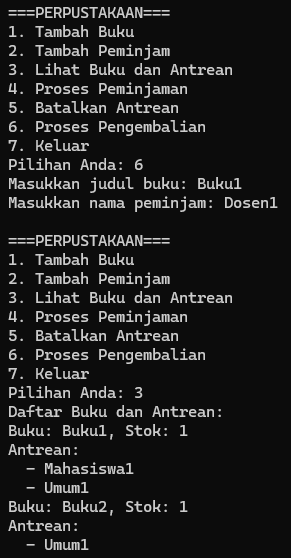 ===PERPUSTAKAAN===
1. Tambah Buku
2. Tambah Peminjam
3. Lihat Buku dan Antrean
4. Proses Peminjaman
5. Batalkan Antrean
6. Proses Pengembalian
7. Keluar
Pilihan Anda: 6
Masukkan judul buku: Buku1
Masukkan nama peminjam: Dosen1

===PERPUSTAKAAN===
1. Tambah Buku
2. Tambah Peminjam
3. Lihat Buku dan Antrean
4. Proses Peminjaman
5. Batalkan Antrean
6. Proses Pengembalian
7. Keluar
Pilihan Anda: 3
Daftar Buku dan Antrean:
Buku: Buku1, Stok: 1
Antrean:
  - Mahasiswa1
  - Umum1
Buku: Buku2, Stok: 1
Antrean:
  - Umum1